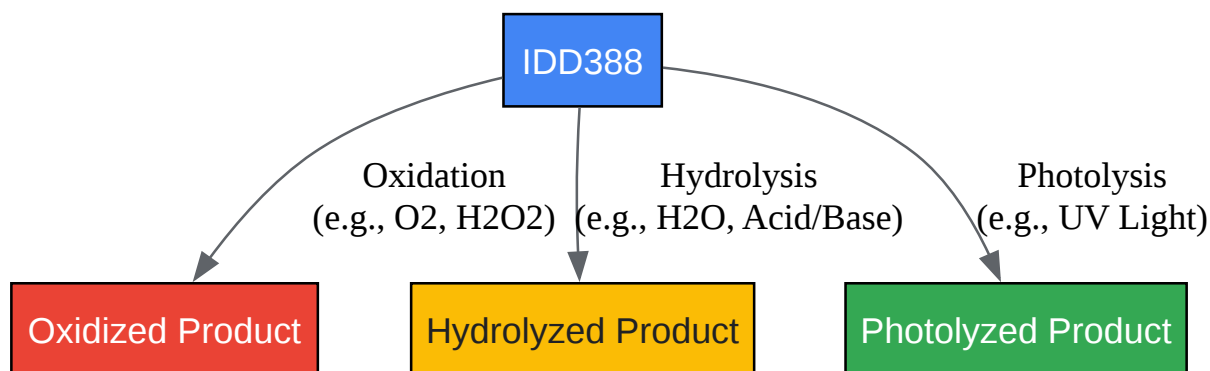 IDD388
Oxidation
(e.g., O2, H2O2)
Hydrolysis
(e.g., H2O, Acid/Base)
Photolysis
(e.g., UV Light)
Oxidized Product
Hydrolyzed Product
Photolyzed Product